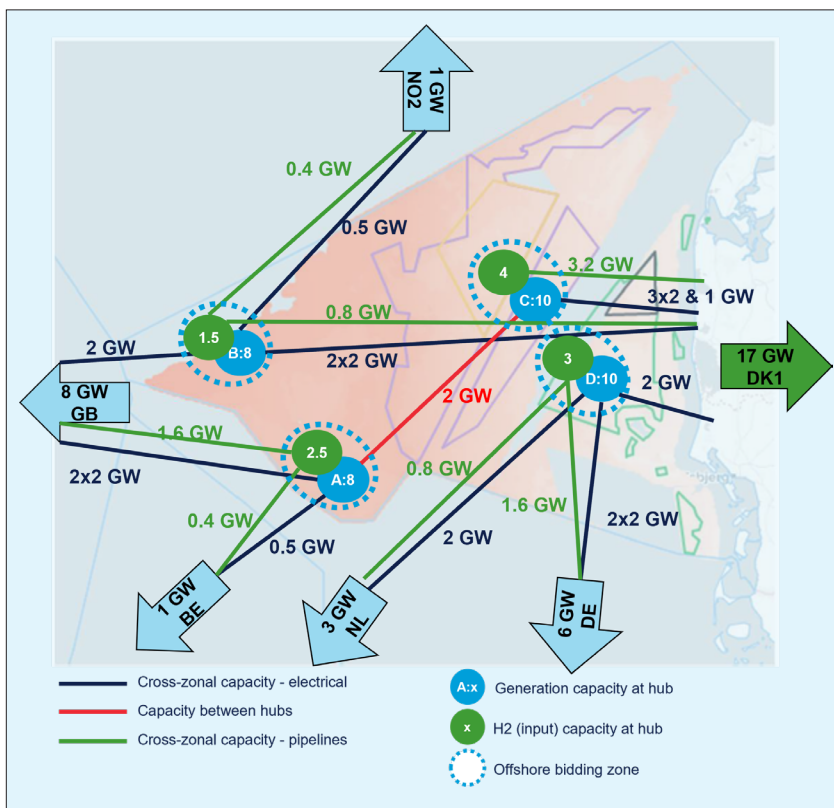 1 GW
NO2
0.4 GW
0.5 GW
4
3.2 GW
C:10
3x2 & 1 GW
1.5
0.8 GW
B:8
2 GW
2x2 GW
3
D:10
2 GW
17 GW
DK1
8 GW
GB
2 GW
1.6 GW
2.5
A:8
2x2 GW
0.8 GW
1.6 GW
0.4 GW
0.5 GW
2 GW
2x2 GW
1 GW
BE
3 GW
NL
6 GW
DE
Cross-zonal capacity - electrical
Capacity between hubs
Cross-zonal capacity - pipelines
A:x
Generation capacity at hub
x
H2 (input) capacity at hub
Offshore bidding zone